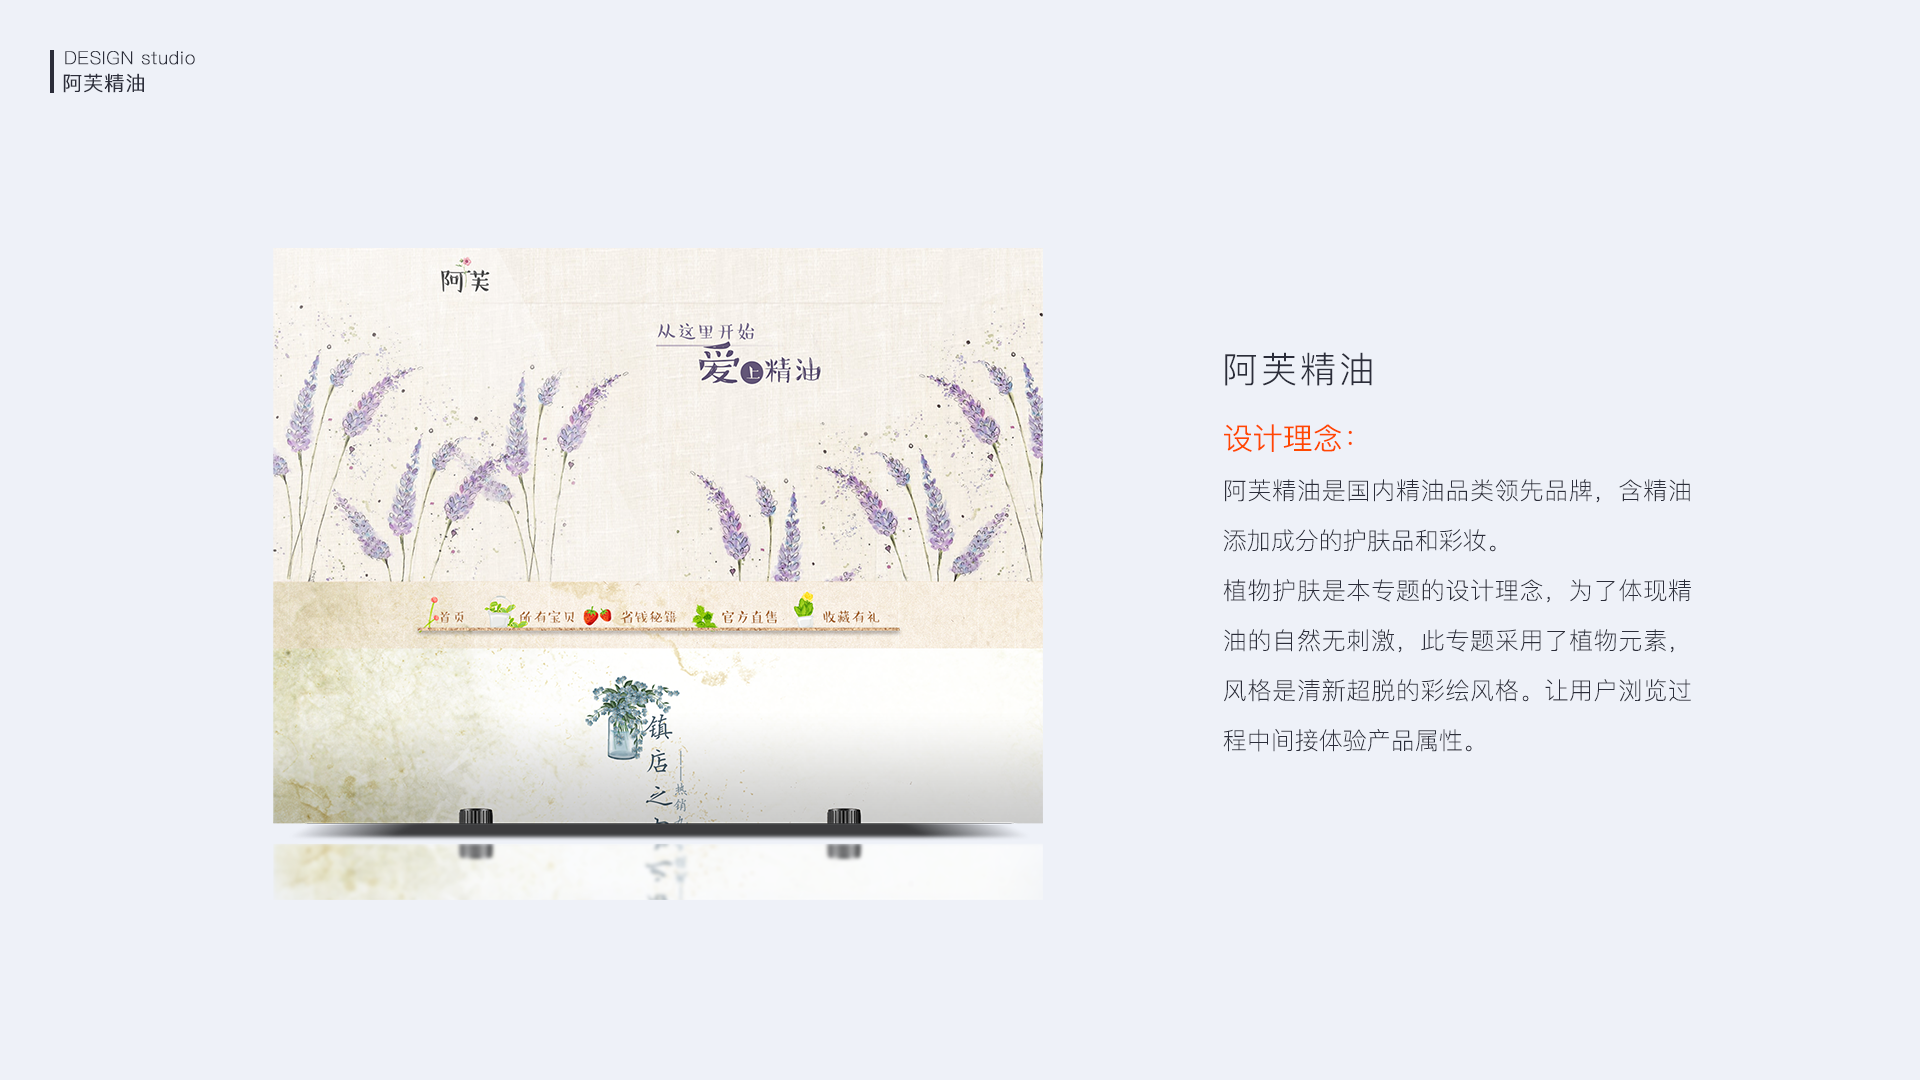 DESIGN studio
阿芙精油
阿芙
从这里开始
爱上精油
首页 所有宝贝 省钱秘籍 官方直售 收藏有礼
镇店之
热销
阿芙精油
设计理念：
阿芙精油是国内精油品类领先品牌，含精油
添加成分的护肤品和彩妆。
植物护肤是本专题的设计理念，为了体现精
油的自然无刺激，此专题采用了植物元素，
风格是清新超脱的彩绘风格。让用户浏览过
程中间接体验产品属性。